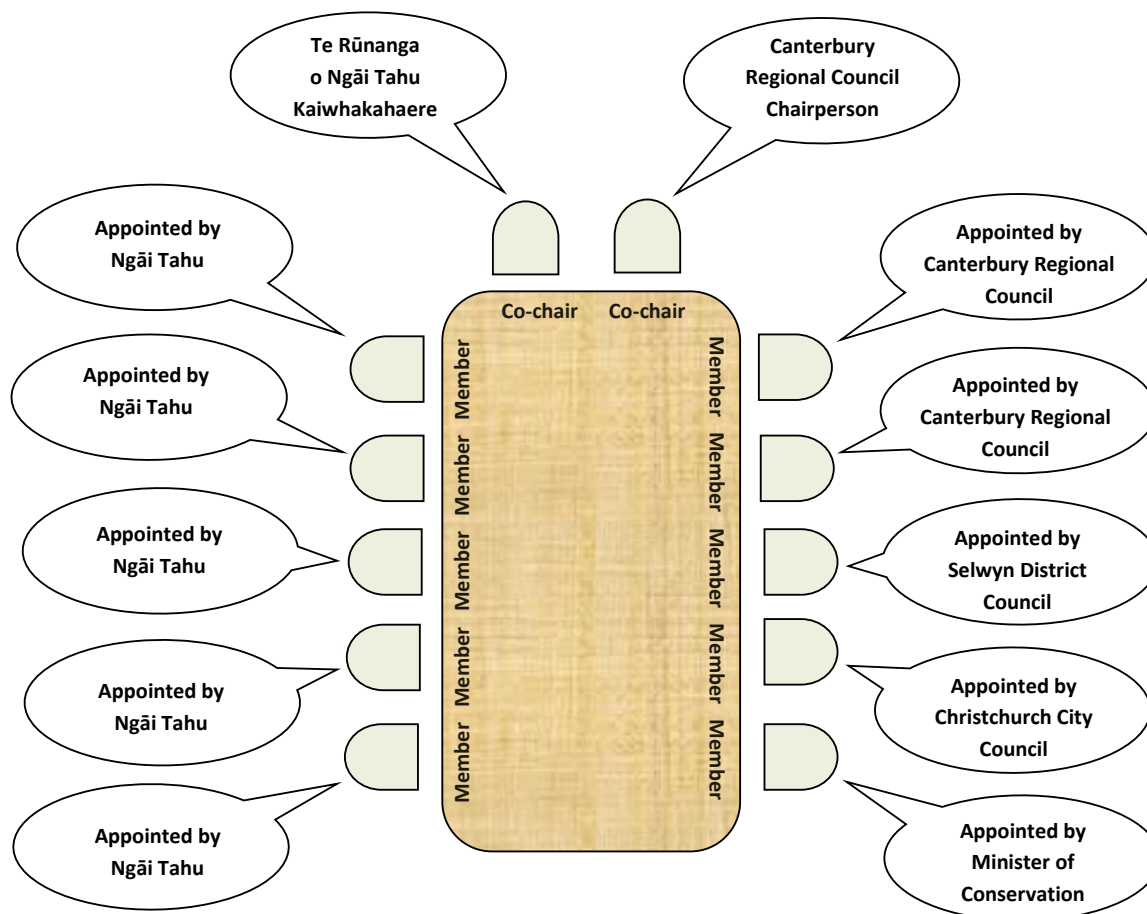 Te Rūnanga
o Ngāi Tahu
Kaiwhakahaere
Canterbury
Regional Council
Chairperson
Co-chair
Co-chair
Appointed by
Ngāi Tahu
Member
Member
Appointed by
Canterbury Regional
Council
Appointed by
Ngāi Tahu
Member
Member
Appointed by
Canterbury Regional
Council
Appointed by
Ngāi Tahu
Member
Member
Appointed by
Selwyn District
Council
Appointed by
Ngāi Tahu
Member
Member
Appointed by
Christchurch City
Council
Appointed by
Ngāi Tahu
Member
Member
Appointed by
Minister of
Conservation